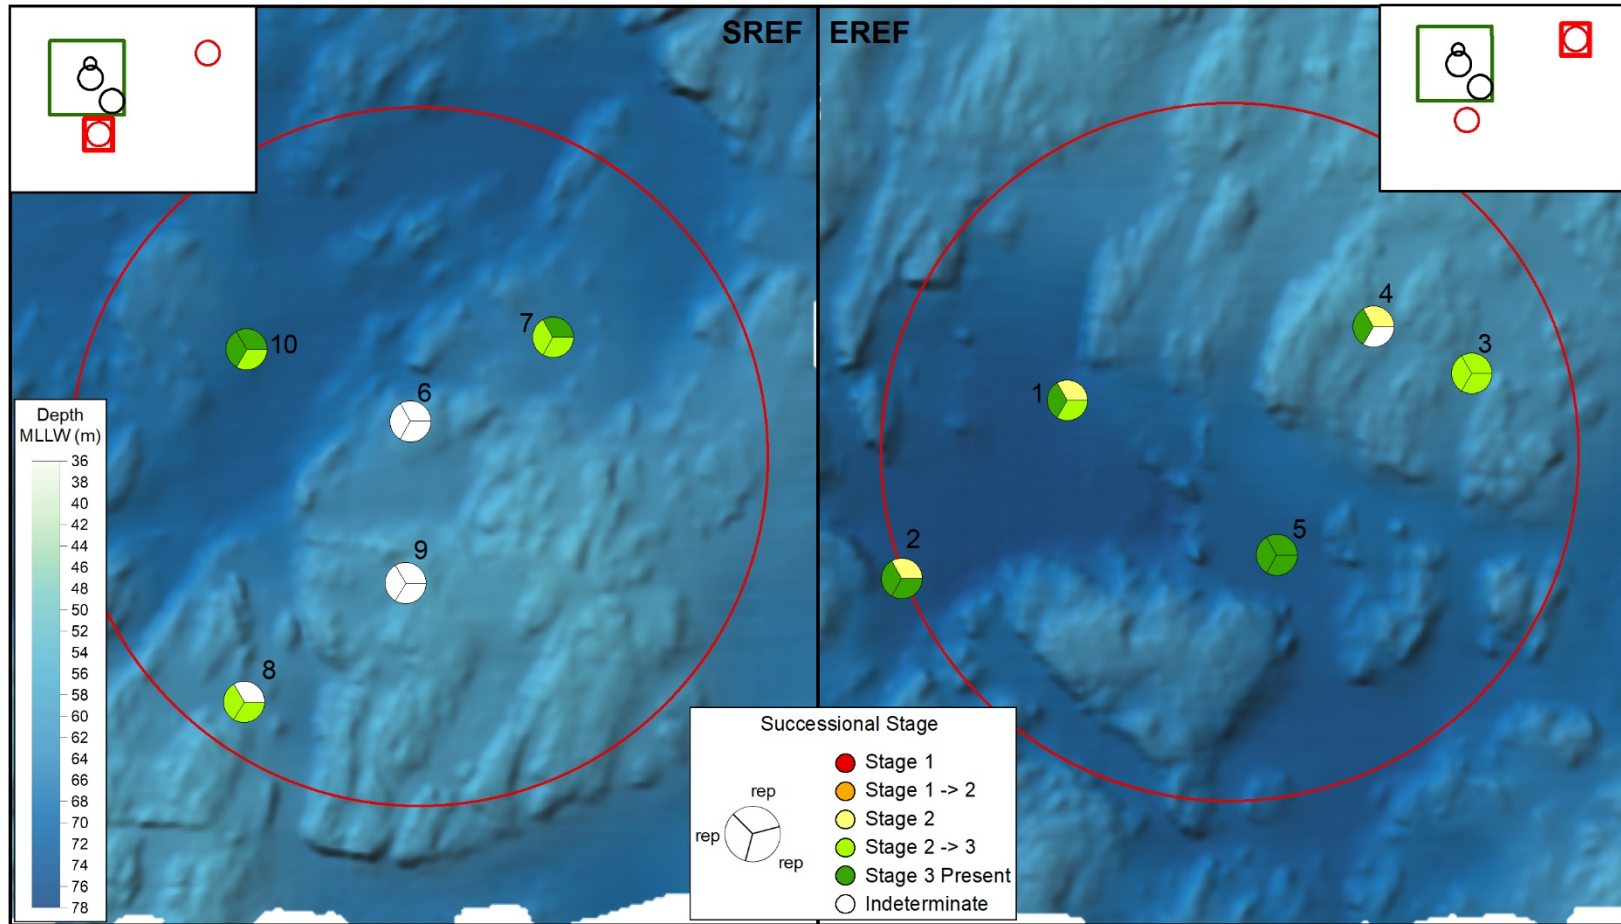 SREF
EREF
4
3
7
10
6
1
Depth
MLLW (m)
36
38
40
42
44
46
48
50
52
54
56
58
60
62
64
66
68
70
72
74
76
78
9
2
5
8
Successional Stage
rep
rep
rep
Stage 1
Stage 1 -> 2
Stage 2
Stage 2 -> 3
Stage 3 Present
Indeterminate